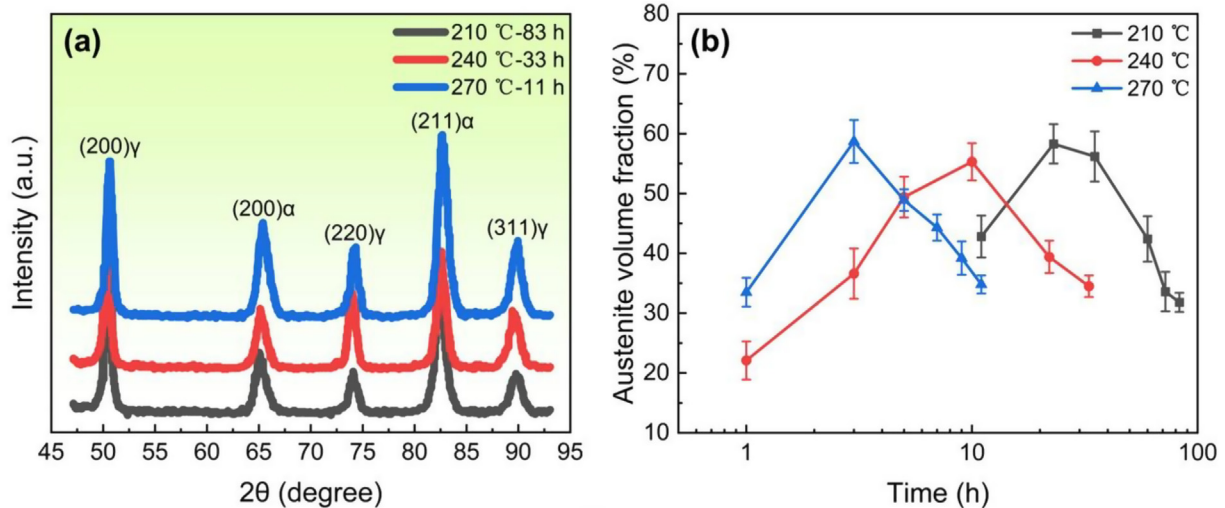 (a)
210 ℃-83 h
240 ℃-33 h
270 ℃-11 h
(200)γ
(200)α
(220)γ
(211)α
(311)γ
Intensity (a.u.)
45 50 55 60 65 70 75 80 85 90 95
2θ (degree)
(b)
210 ℃
240 ℃
270 ℃
Austenite volume fraction (%)
80
70
60
50
40
30
20
10
1 10 100
Time (h)